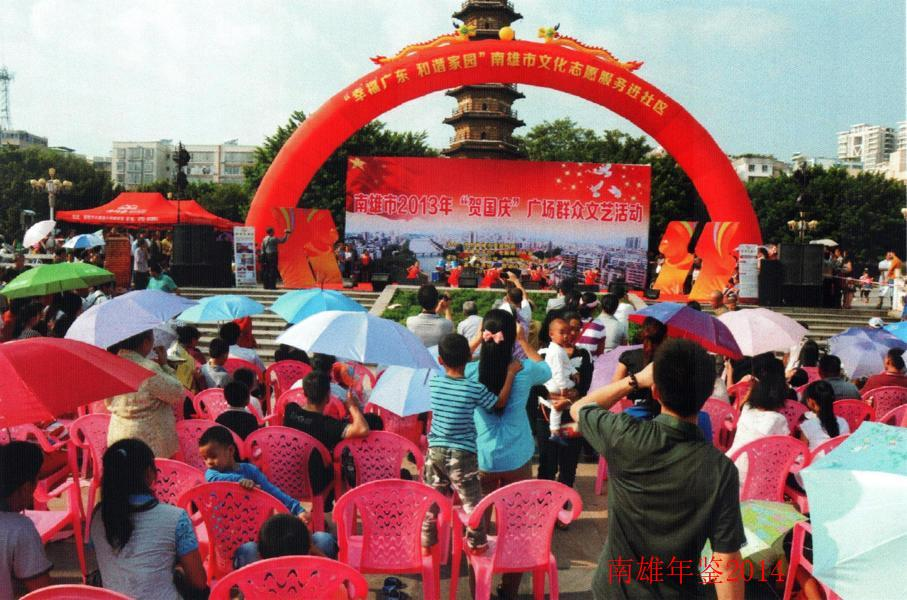 “幸福广东 和谐家园”南雄市文化志愿服务进社区
南雄市2013年“贺国庆”广场群众文艺活动
南雄年鉴2014